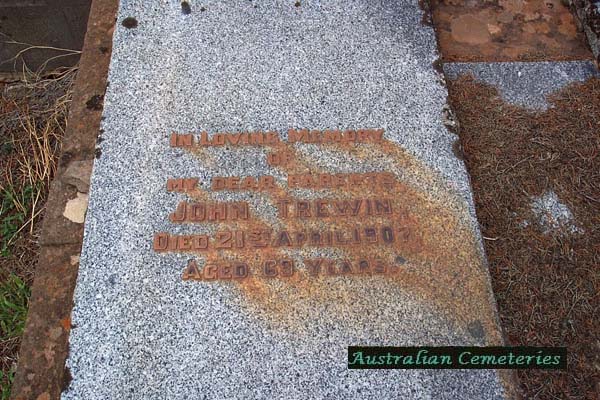 In Loving Memory
of
my dear parents
John Trewin
Died 21st April 1907
Aged 69 years.
Australian Cemeteries